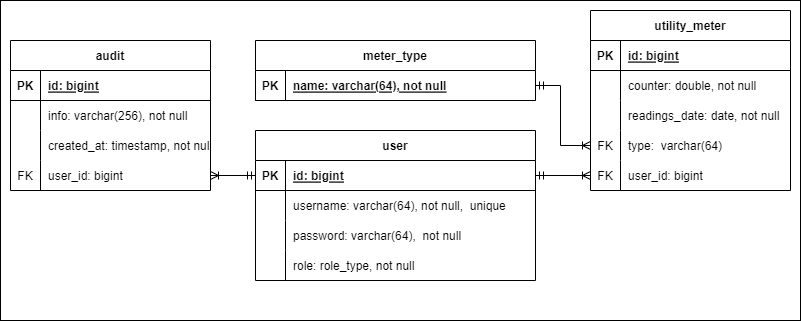 audit
PK id: bigint
info: varchar(256), not null
created_at: timestamp, not nul
FK user_id: bigint
meter_type
PK name: varchar(64), not null
user
PK id: bigint
username: varchar(64), not null, unique
password: varchar(64), not null
role: role_type, not null
utility_meter
PK id: bigint
counter: double, not null
readings_date: date, not null
FK type: varchar(64)
FK user_id: bigint